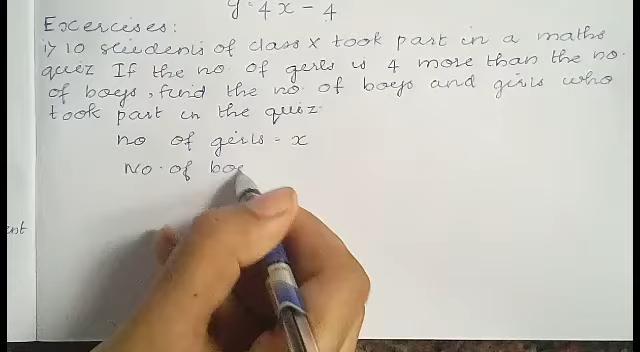 y = 4x - 4
Exercises:
i) 10 students of class X took part in a maths
quiz If the no. of girls is 4 more than the no.
of boys, find the no. of boys and girls who
took part in the quiz.
no of girls - x
No. of bo